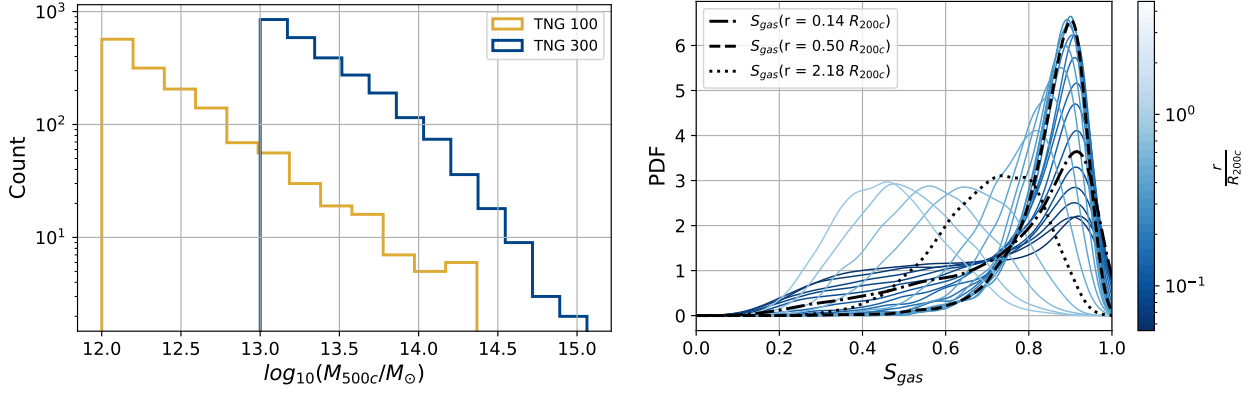 TNG 100
TNG 300
10³
10²
10¹
Count
12.0 12.5 13.0 13.5 14.0 14.5 15.0
log₁₀(M₅₀₀c/M⊙)
S_gas(r = 0.14 R₂₀₀c)
S_gas(r = 0.50 R₂₀₀c)
S_gas(r = 2.18 R₂₀₀c)
6
5
4
3
2
1
0
PDF
0.0 0.2 0.4 0.6 0.8 1.0
S_gas
10⁰
10⁻¹
r
R₂₀₀c